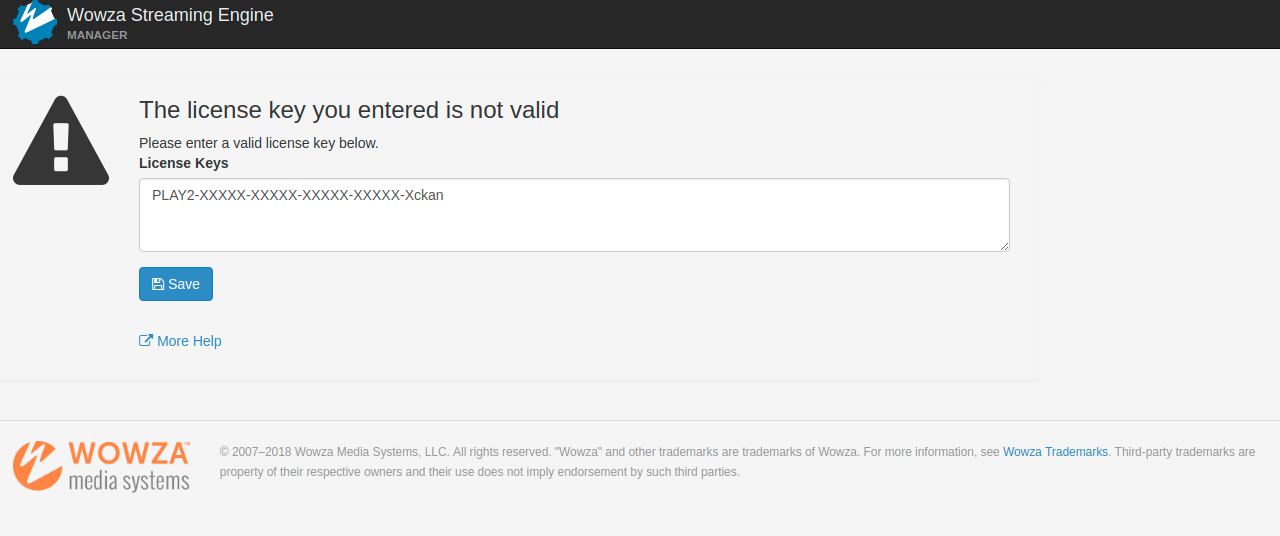 Wowza Streaming Engine
MANAGER
The license key you entered is not valid
Please enter a valid license key below.
License Keys
PLAY2-XXXXX-XXXXX-XXXXX-XXXXX-Xckan
Save
More Help
WOWZA™
media systems
© 2007–2018 Wowza Media Systems, LLC. All rights reserved. "Wowza" and other trademarks are trademarks of Wowza. For more information, see Wowza Trademarks. Third-party trademarks are
property of their respective owners and their use does not imply endorsement by such third parties.